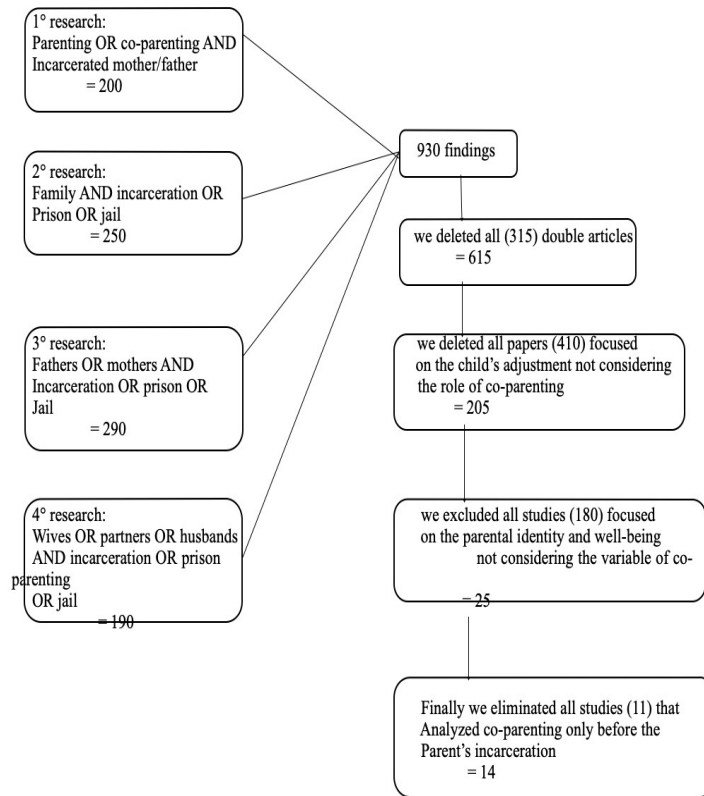 1° research:
Parenting OR co-parenting AND
Incarcerated mother/father
= 200
2° research:
Family AND incarceration OR
Prison OR jail
= 250
3° research:
Fathers OR mothers AND
Incarceration OR prison OR
Jail
= 290
4° research:
Wives OR partners OR husbands
AND incarceration OR prison
parenting
OR jail
= 190
930 findings
we deleted all (315) double articles
= 615
we deleted all papers (410) focused
on the child's adjustment not considering
the role of co-parenting
= 205
we excluded all studies (180) focused
on the parental identity and well-being
not considering the variable of co-
= 25
Finally we eliminated all studies (11) that
Analyzed co-parenting only before the
Parent's incarceration
= 14